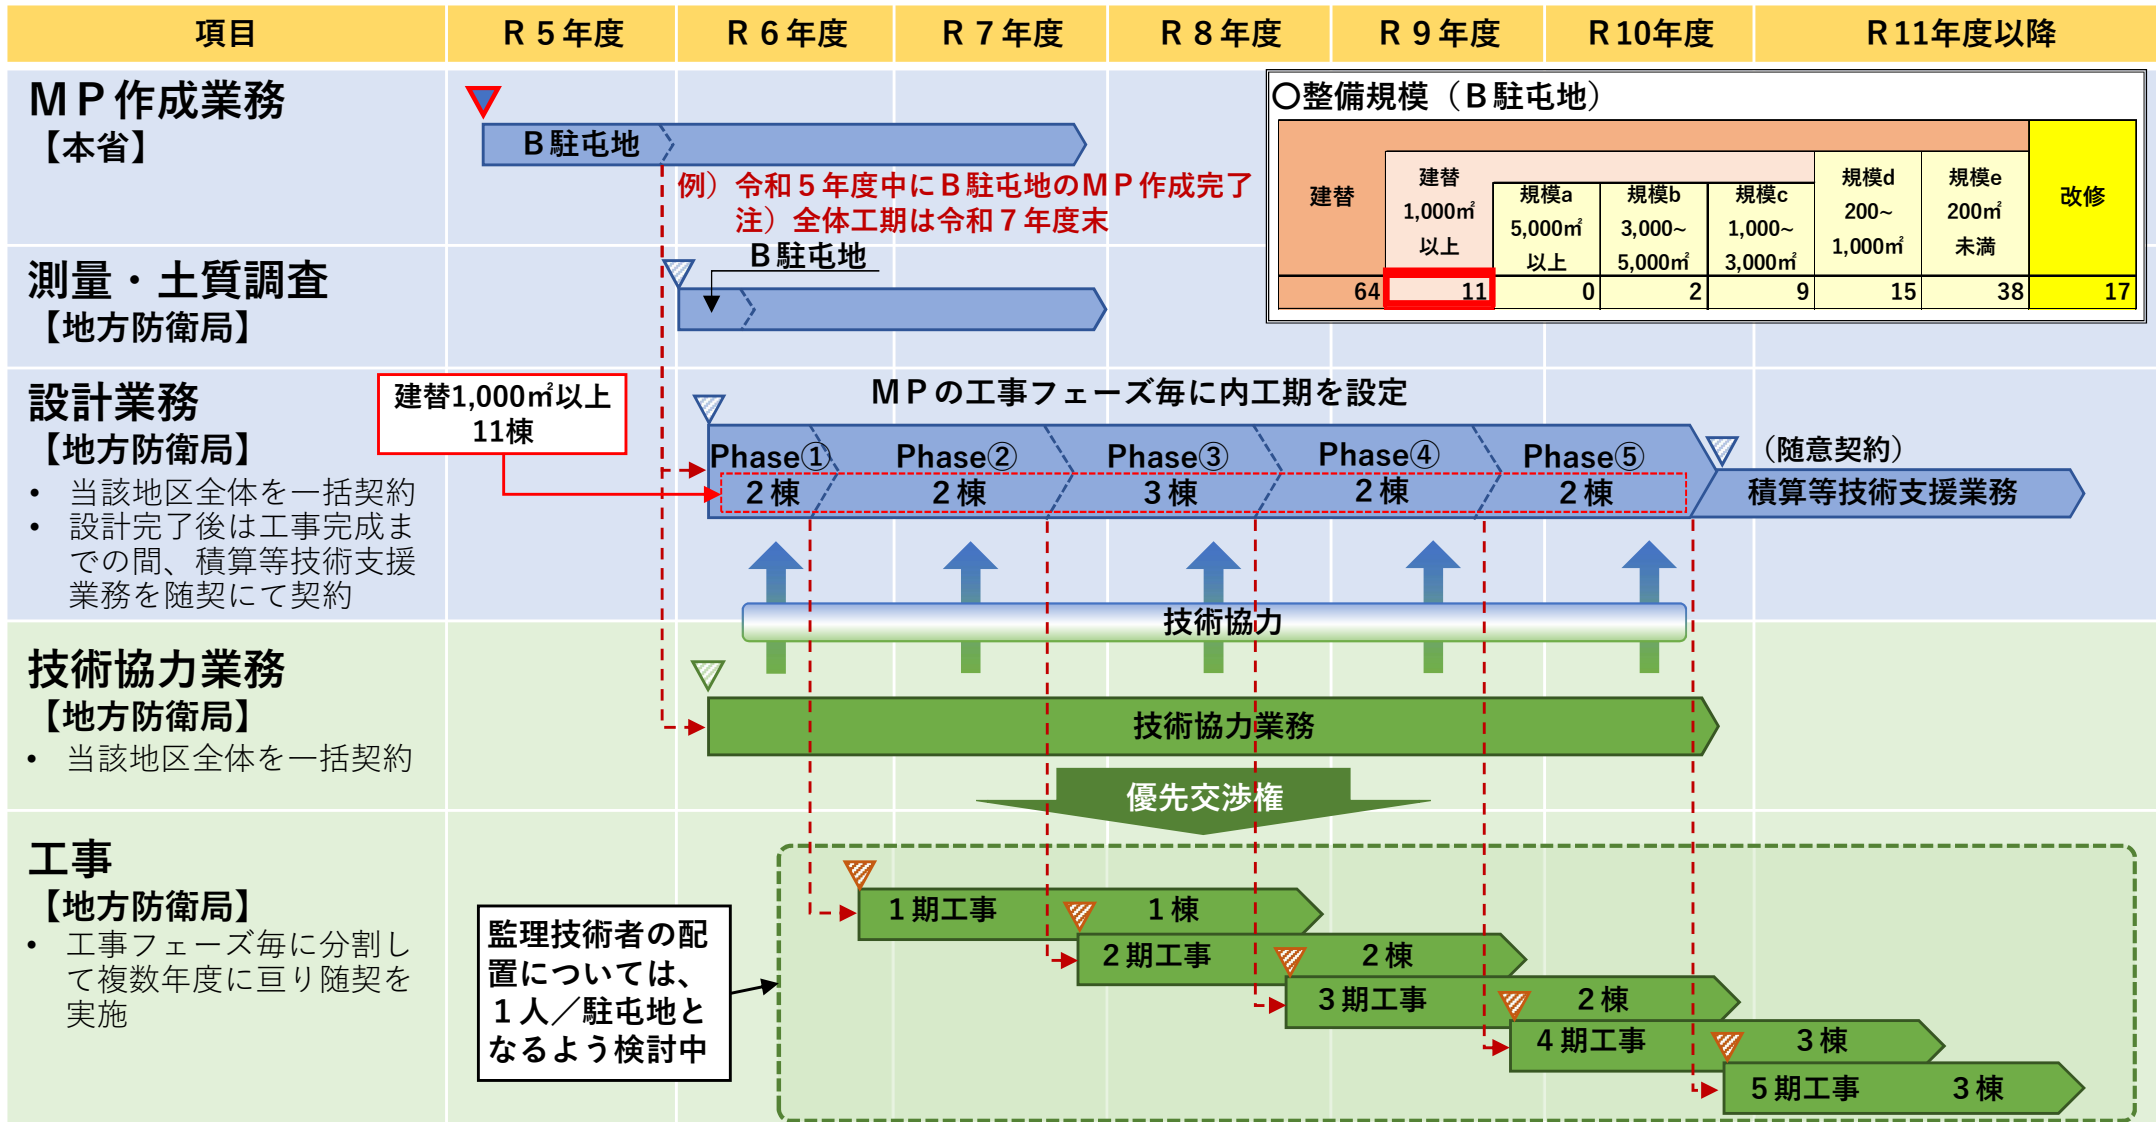 項目
R５年度
R６年度
R７年度
R８年度
R９年度
R10年度
R11年度以降
ＭＰ作成業務
【本省】
Ｂ駐屯地
例）令和５年度中にＢ駐屯地のＭＰ作成完了
注）全体工期は令和７年度末
〇整備規模（Ｂ駐屯地）
建替
建替
1,000㎡
以上
規模a
5,000㎡
以上
規模b
3,000~
5,000㎡
規模c
1,000~
3,000㎡
規模d
200~
1,000㎡
規模e
200㎡
未満
改修
64
11
0
2
9
15
38
17
測量・土質調査
【地方防衛局】
Ｂ駐屯地
設計業務
【地方防衛局】
• 当該地区全体を一括契約
• 設計完了後は工事完成ま
での間、積算等技術支援
業務を随契にて契約
建替1,000㎡以上
11棟
ＭＰの工事フェーズ毎に内工期を設定
Phase①
２棟
Phase②
２棟
Phase③
３棟
Phase④
２棟
Phase⑤
２棟
（随意契約）
積算等技術支援業務
技術協力
技術協力業務
【地方防衛局】
• 当該地区全体を一括契約
技術協力業務
優先交渉権
工事
【地方防衛局】
• 工事フェーズ毎に分割し
て複数年度に亘り随契を
実施
監理技術者の配
置については、
１人／駐屯地と
なるよう検討中
１期工事 １棟
２期工事 ２棟
３期工事 ２棟
４期工事 ３棟
５期工事 ３棟